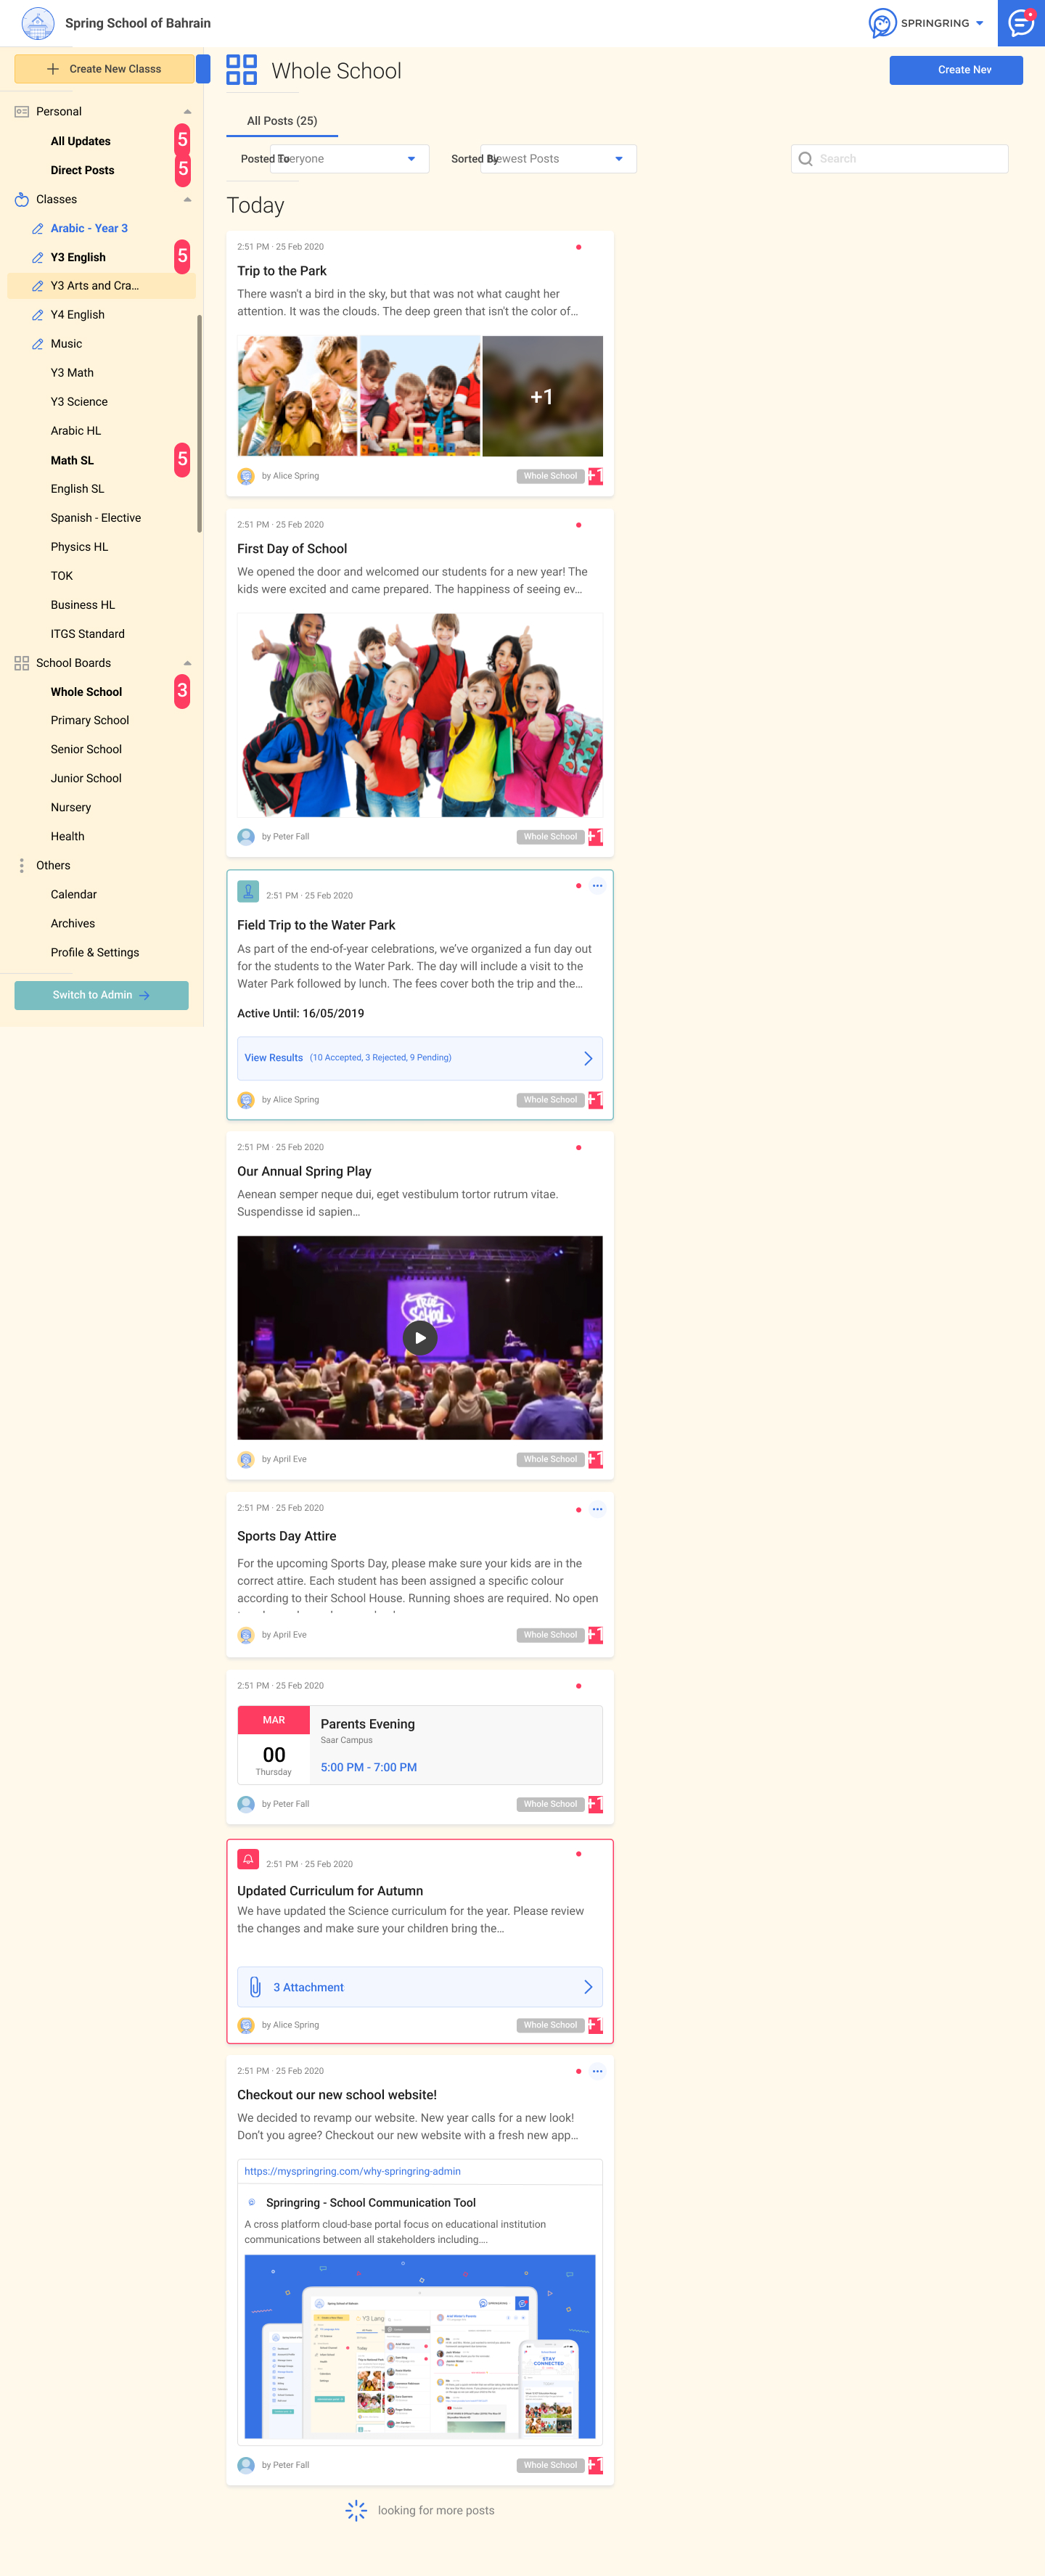 Spring School of Bahrain
SPRINGRING
Create New Classs
Personal
All Updates
5
Direct Posts
5
Classes
Arabic - Year 3
Y3 English
5
Y3 Arts and Cra...
Y4 English
Music
Y3 Math
Y3 Science
Arabic HL
Math SL
5
English SL
Spanish - Elective
Physics HL
TOK
Business HL
ITGS Standard
School Boards
Whole School
3
Primary School
Senior School
Junior School
Nursery
Health
Others
Calendar
Archives
Profile & Settings
Switch to Admin
Whole School
Create Nev
All Posts (25)
Posted To
Everyone
Sorted By
Newest Posts
Search
Today
2:51 PM · 25 Feb 2020
Trip to the Park
There wasn't a bird in the sky, but that was not what caught her
attention. It was the clouds. The deep green that isn't the color of...
+1
by Alice Spring
Whole School
+1
2:51 PM · 25 Feb 2020
First Day of School
We opened the door and welcomed our students for a new year! The
kids were excited and came prepared. The happiness of seeing ev...
by Peter Fall
Whole School
+1
2:51 PM · 25 Feb 2020
Field Trip to the Water Park
As part of the end-of-year celebrations, we've organized a fun day out
for the students to the Water Park. The day will include a visit to the
Water Park followed by lunch. The fees cover both the trip and the...
Active Until: 16/05/2019
View Results (10 Accepted, 3 Rejected, 9 Pending)
by Alice Spring
Whole School
+1
2:51 PM · 25 Feb 2020
Our Annual Spring Play
Aenean semper neque dui, eget vestibulum tortor rutrum vitae.
Suspendisse id sapien...
TRUE
SCHOOL
by April Eve
Whole School
+1
2:51 PM · 25 Feb 2020
Sports Day Attire
For the upcoming Sports Day, please make sure your kids are in the
correct attire. Each student has been assigned a specific colour
according to their School House. Running shoes are required. No open
by April Eve
Whole School
+1
2:51 PM · 25 Feb 2020
MAR
00
Thursday
Parents Evening
Saar Campus
5:00 PM - 7:00 PM
by Peter Fall
Whole School
+1
2:51 PM · 25 Feb 2020
Updated Curriculum for Autumn
We have updated the Science curriculum for the year. Please review
the changes and make sure your children bring the...
3 Attachment
by Alice Spring
Whole School
+1
2:51 PM · 25 Feb 2020
Checkout our new school website!
We decided to revamp our website. New year calls for a new look!
Don't you agree? Checkout our new website with a fresh new app...
https://myspringring.com/why-springring-admin
Springring - School Communication Tool
A cross platform cloud-base portal focus on educational institution
communications between all stakeholders including....
Spring School of Bahrain
SPRINGRING
Y3 Lang
Today
STAY
CONNECTED
by Peter Fall
Whole School
+1
looking for more posts